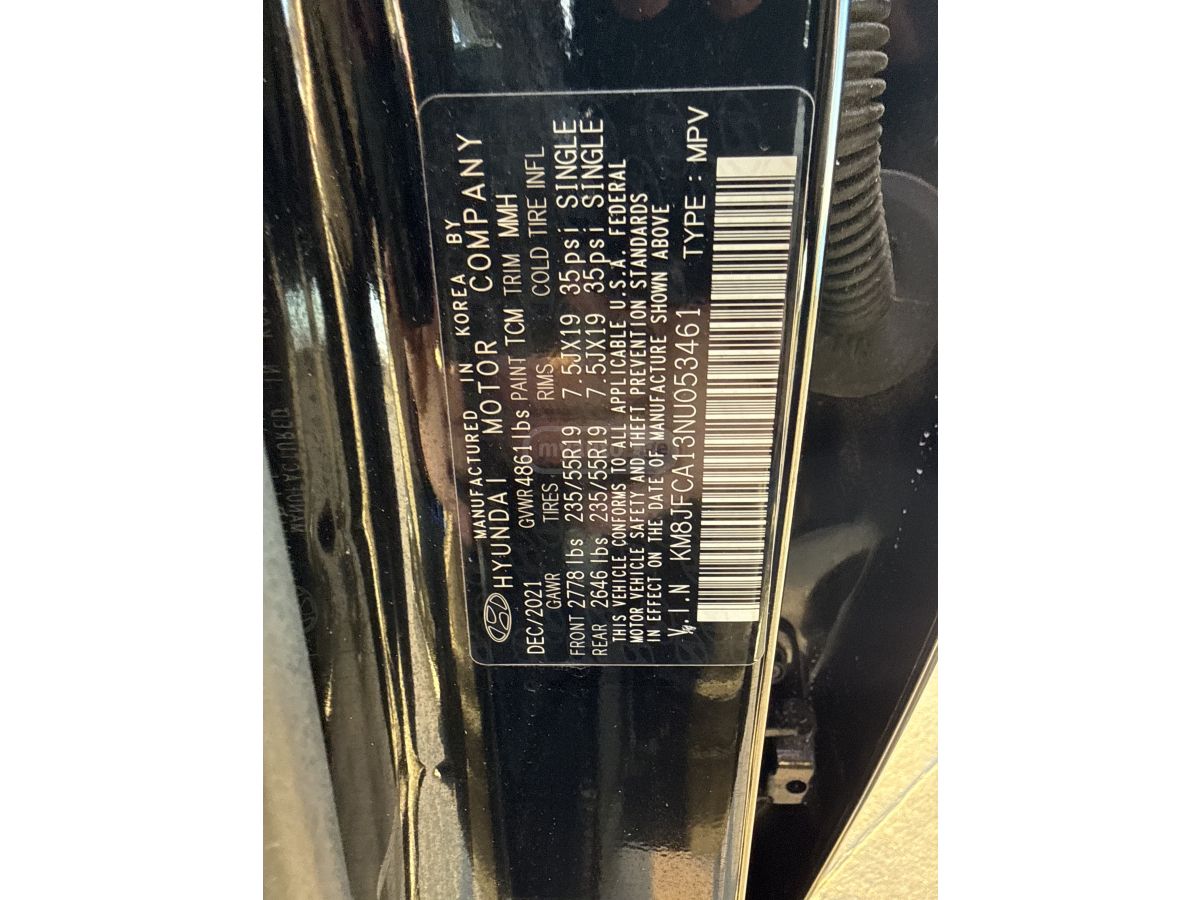 MANUFACTURED IN KOREA BY
HYUNDAI MOTOR COMPANY
DEC/2021 GVWR 4861 lbs PAINT TCM TRIM MMH
GAWR TIRES RIMS COLD TIRE INFL
FRONT 2778 lbs 235/55R19 7.5JX19 35psi SINGLE
REAR 2646 lbs 235/55R19 7.5JX19 35psi SINGLE
THIS VEHICLE CONFORMS TO ALL APPLICABLE U.S.A. FEDERAL
MOTOR VEHICLE SAFETY AND THEFT PREVENTION STANDARDS
IN EFFECT ON THE DATE OF MANUFACTURE SHOWN ABOVE
V.I.N KM8JFCA13NU053461 TYPE : MPV